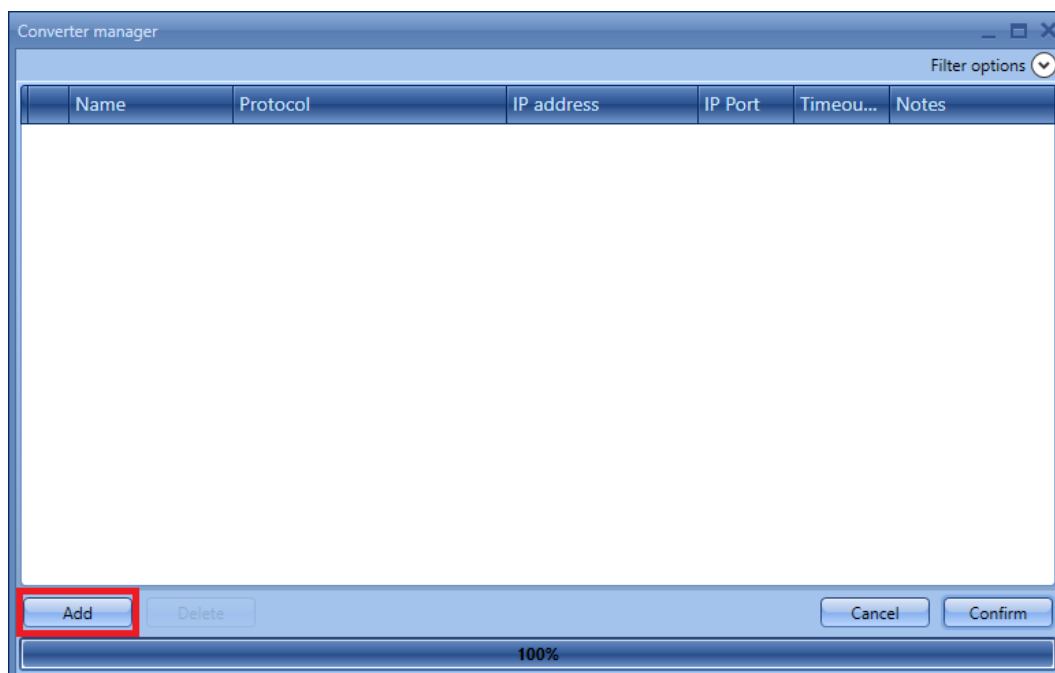 Converter manager
Filter options
Name Protocol IP address IP Port Timeou... Notes
Add Delete Cancel Confirm
100%